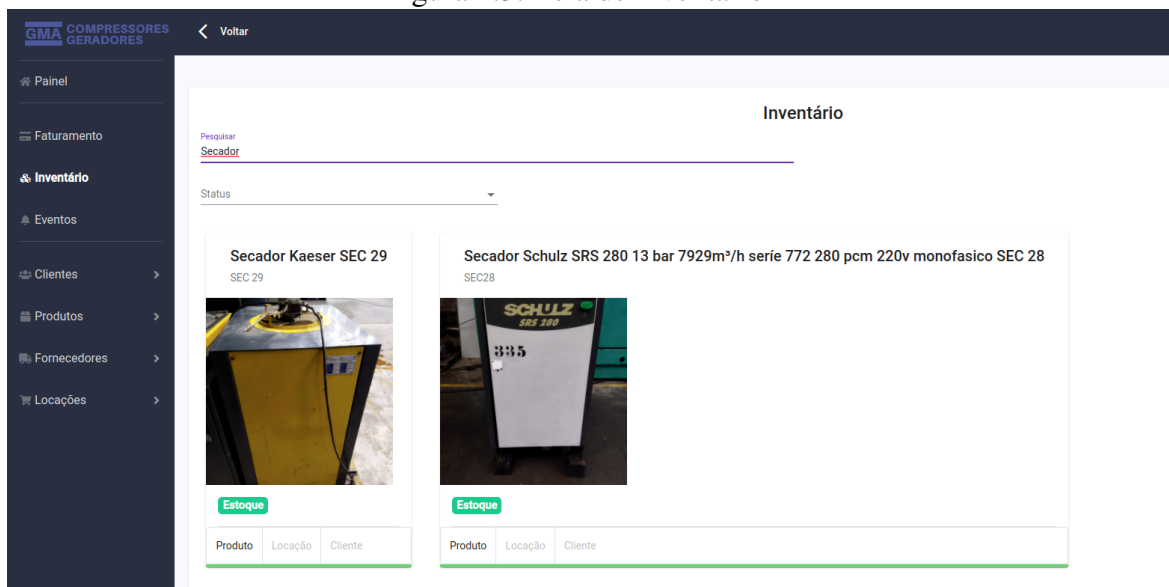 GMA COMPRESSORES
GERADORES
Voltar
Painel
Faturamento
Inventário
Eventos
Clientes
Produtos
Fornecedores
Locações
Inventário
Pesquisar
Secador
Status
Secador Kaeser SEC 29
SEC 29
Estoque
Produto Locação Cliente
Secador Schulz SRS 280 13 bar 7929m³/h seríe 772 280 pcm 220v monofasico SEC 28
SEC28
SCHULZ
SRS 280
335
Estoque
Produto Locação Cliente